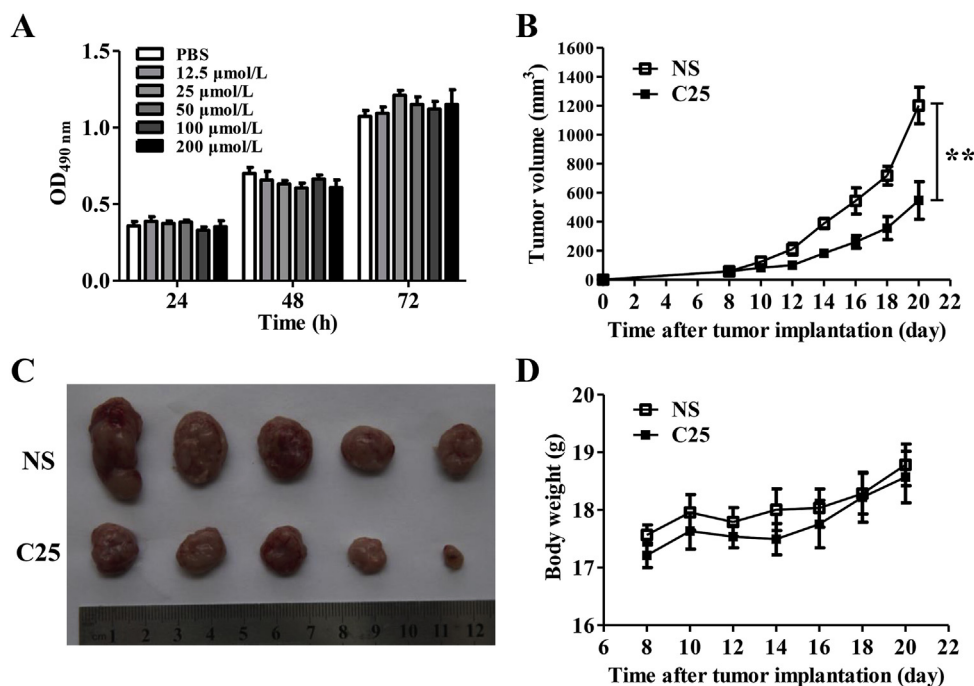 A
1.5
1.0
0.5
0.0
OD490 nm
PBS
12.5 µmol/L
25 µmol/L
50 µmol/L
100 µmol/L
200 µmol/L
24 48 72
Time (h)
B
1600
1400
1200
1000
800
600
400
200
0
Tumor volume (mm³)
NS
C25
**
0 2 4 6 8 10 12 14 16 18 20 22
Time after tumor implantation (day)
C
NS
C25
cm 1 2 3 4 5 6 7 8 9 10 11 12
D
20
19
18
17
16
Body weight (g)
NS
C25
6 8 10 12 14 16 18 20 22
Time after tumor implantation (day)